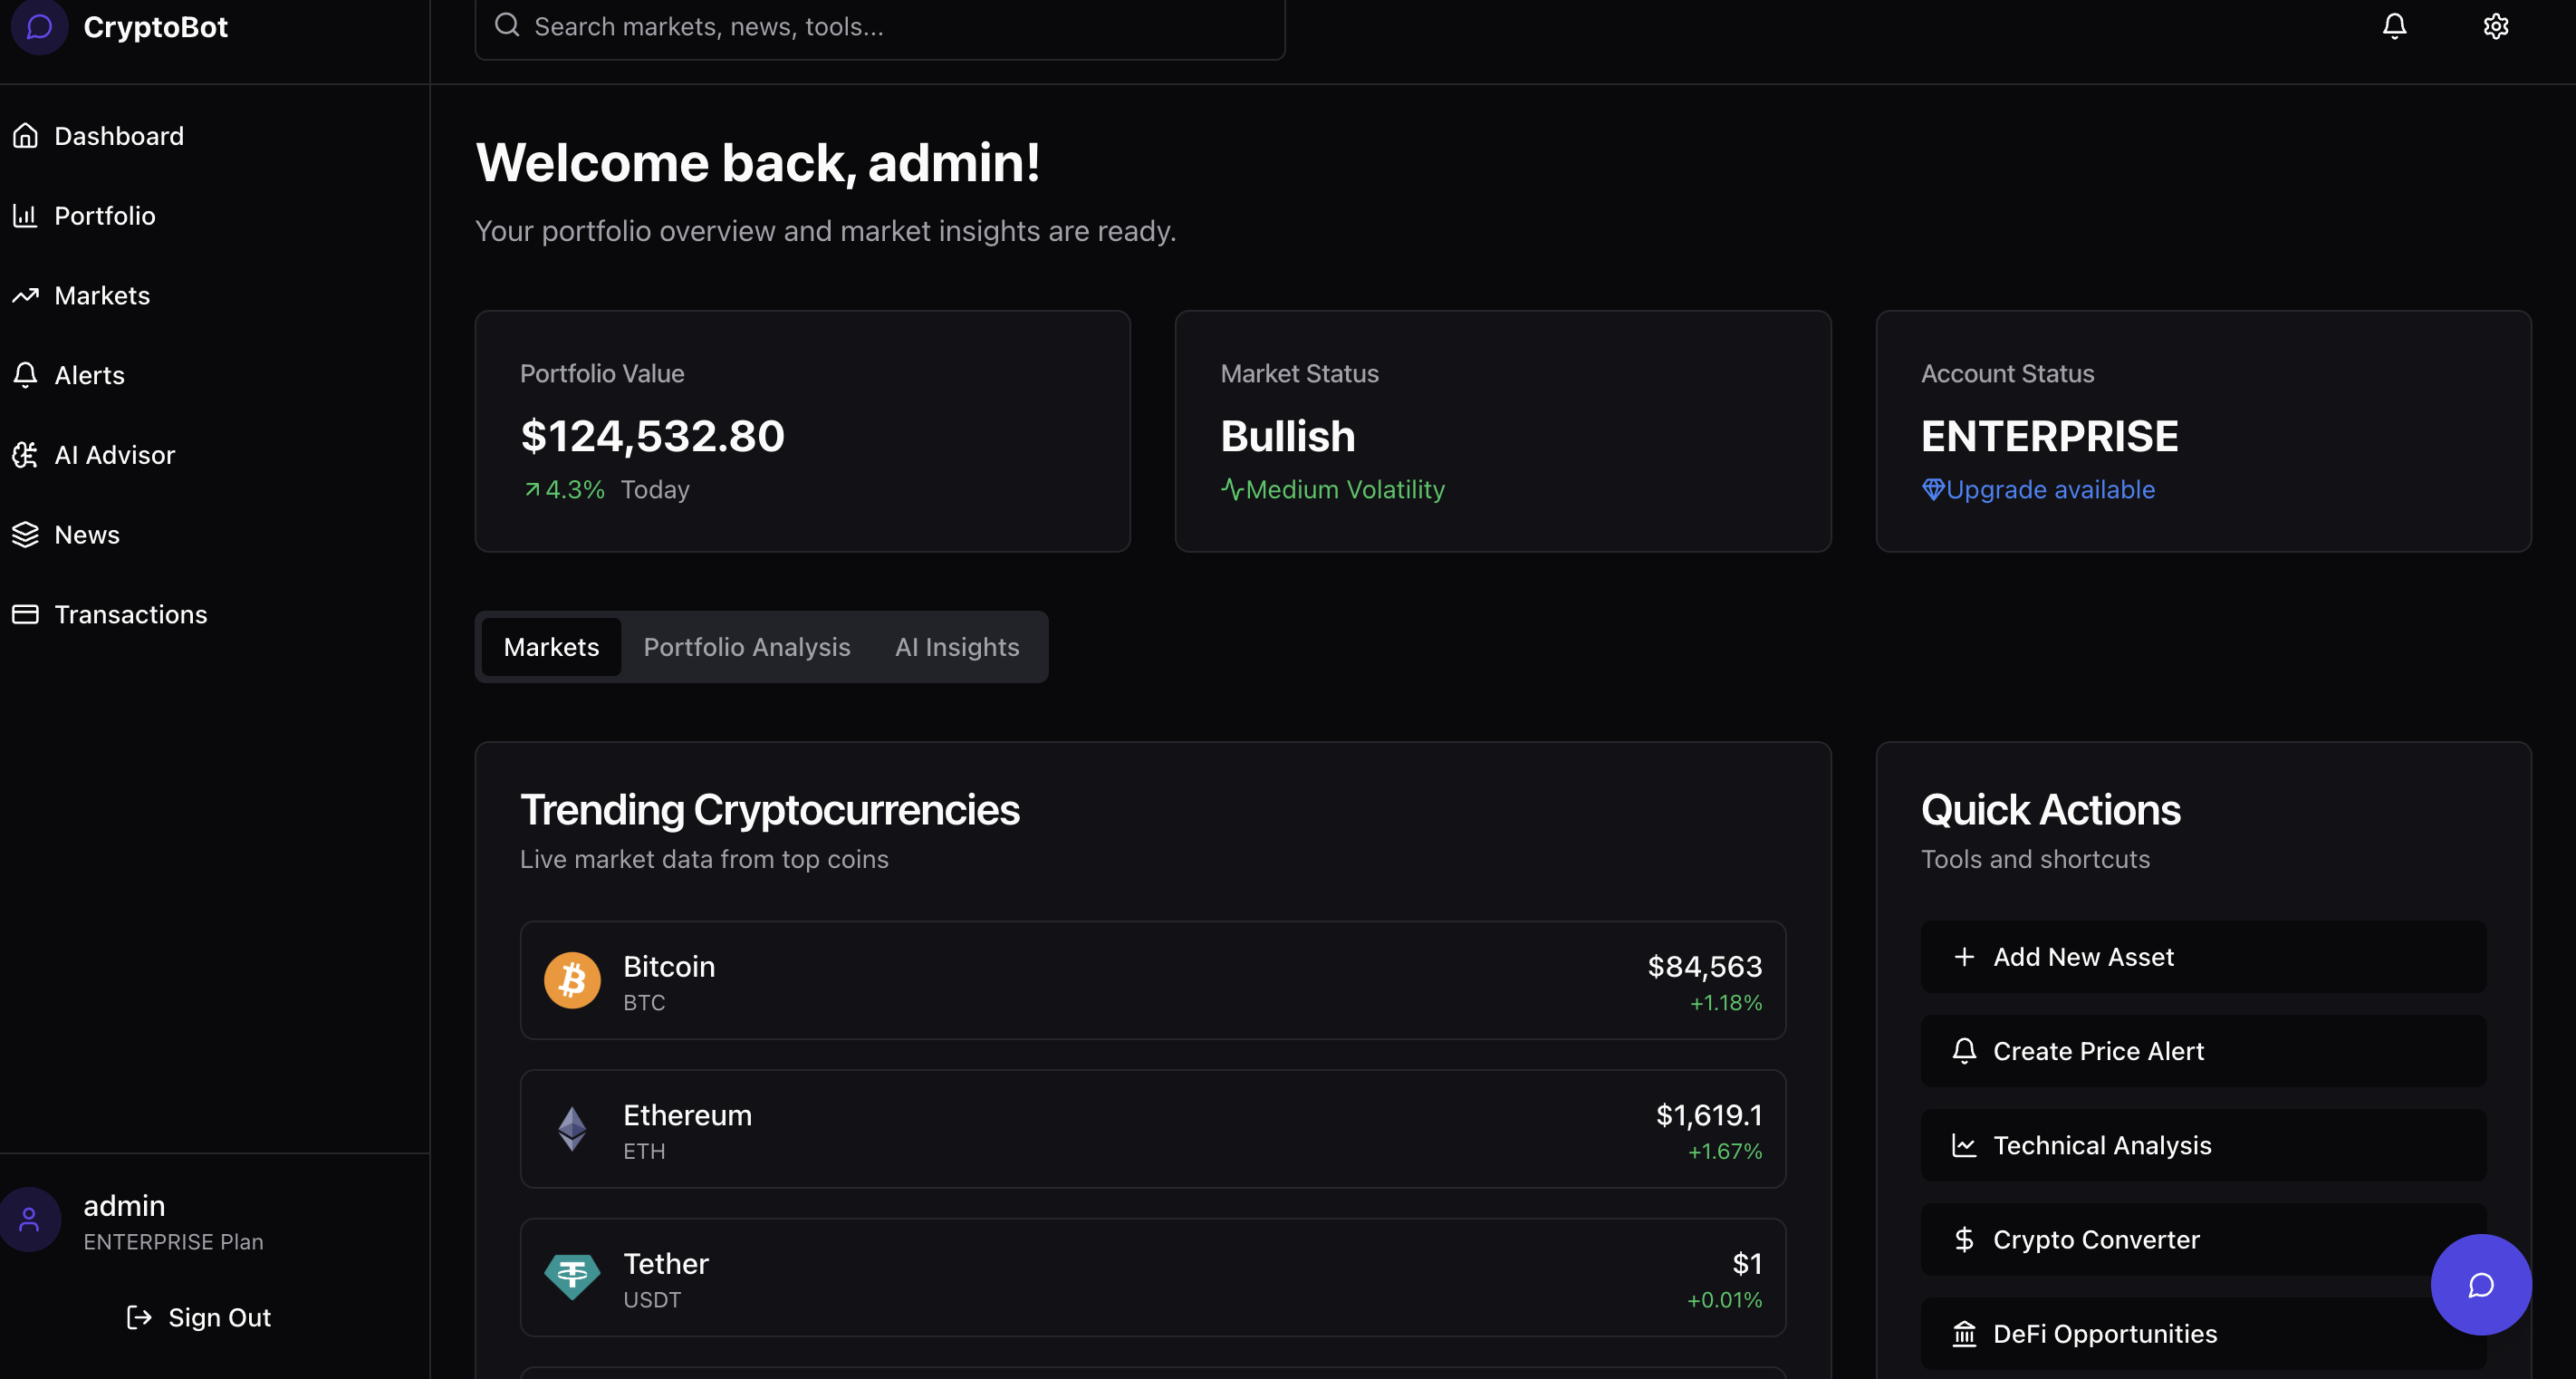 CryptoBot
Search markets, news, tools...
Dashboard
Portfolio
Markets
Alerts
AI Advisor
News
Transactions
admin
ENTERPRISE Plan
Sign Out
Welcome back, admin!
Your portfolio overview and market insights are ready.
Portfolio Value
$124,532.80
4.3% Today
Market Status
Bullish
Medium Volatility
Account Status
ENTERPRISE
Upgrade available
Markets Portfolio Analysis AI Insights
Trending Cryptocurrencies
Live market data from top coins
Bitcoin $84,563
BTC +1.18%
Ethereum $1,619.1
ETH +1.67%
Tether $1
USDT +0.01%
Quick Actions
Tools and shortcuts
Add New Asset
Create Price Alert
Technical Analysis
Crypto Converter
DeFi Opportunities